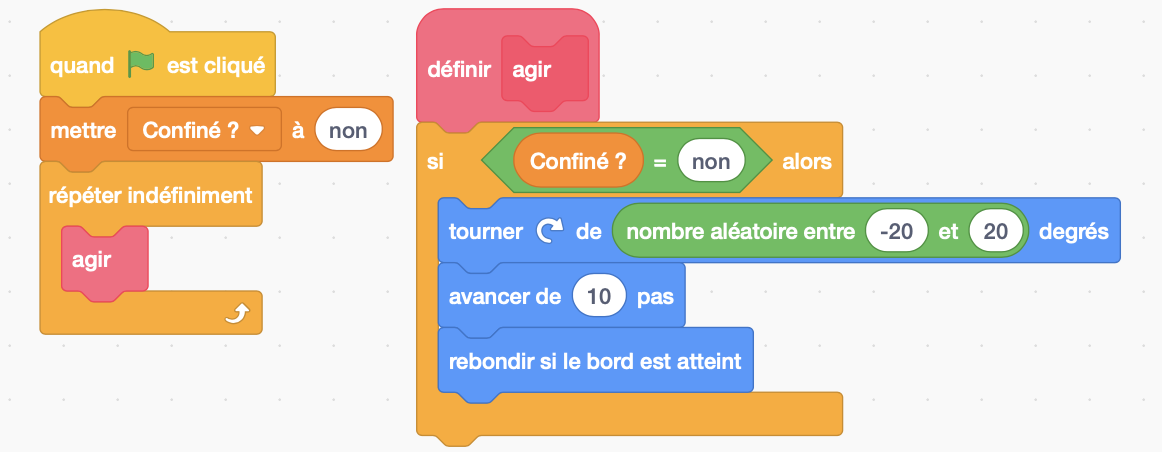 quand est cliqué
mettre Confiné ? à non
répéter indéfiniment
agir
définir agir
si Confiné ? = non alors
tourner de nombre aléatoire entre -20 et 20 degrés
avancer de 10 pas
rebondir si le bord est atteint